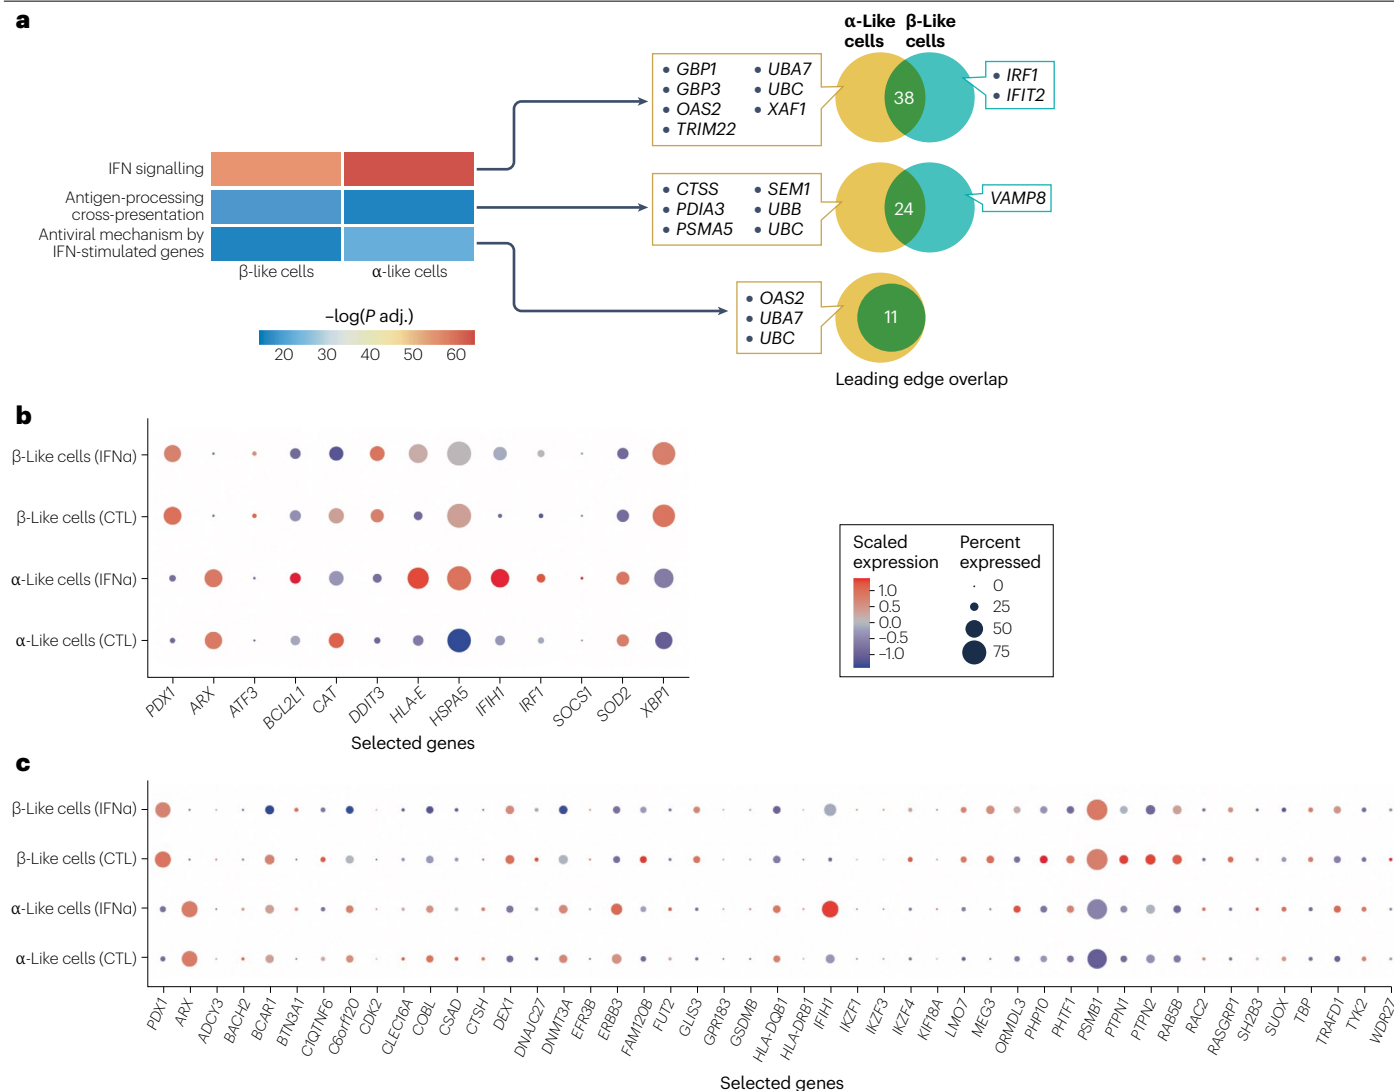 a
α-Like cells
β-Like cells
• GBP1
• GBP3
• OAS2
• TRIM22
• UBA7
• UBC
• XAF1
38
• IRF1
• IFIT2
IFN signalling
Antigen-processing
cross-presentation
Antiviral mechanism by
IFN-stimulated genes
β-like cells
α-like cells
• CTSS
• PDIA3
• PSMA5
• SEM1
• UBB
• UBC
24
VAMP8
• OAS2
• UBA7
• UBC
11
Leading edge overlap
–log(P adj.)
20 30 40 50 60
b
β-Like cells (IFNα)
β-Like cells (CTL)
α-Like cells (IFNα)
α-Like cells (CTL)
PDX1
ARX
ATF3
BCL2L1
CAT
DDIT3
HLA-E
HSPA5
IFIH1
IRF1
SOCS1
SOD2
XBP1
Selected genes
Scaled
expression
1.0
0.5
0.0
–0.5
–1.0
Percent
expressed
0
25
50
75
c
β-Like cells (IFNα)
β-Like cells (CTL)
α-Like cells (IFNα)
α-Like cells (CTL)
PDX1
ARX
ADCY3
BACH2
BCAR1
BTN3A1
C1QTNF6
C6orf120
CDK2
CLEC16A
COBL
CSAD
CTSH
DEX1
DNAJC27
DNMT3A
EFR3B
ERBB3
FAM120B
FUT2
GLIS3
GPR183
GSDMB
HLA-DQB1
HLA-DRB1
IFIH1
IKZF1
IKZF3
IKZF4
KIF18A
LMO7
MEG3
ORMDL3
PHP10
PHTF1
PSMB1
PTPN1
PTPN2
RAB5B
RAC2
RASGRP1
SH2B3
SUOX
TBP
TRAFD1
TYK2
WDR27
Selected genes